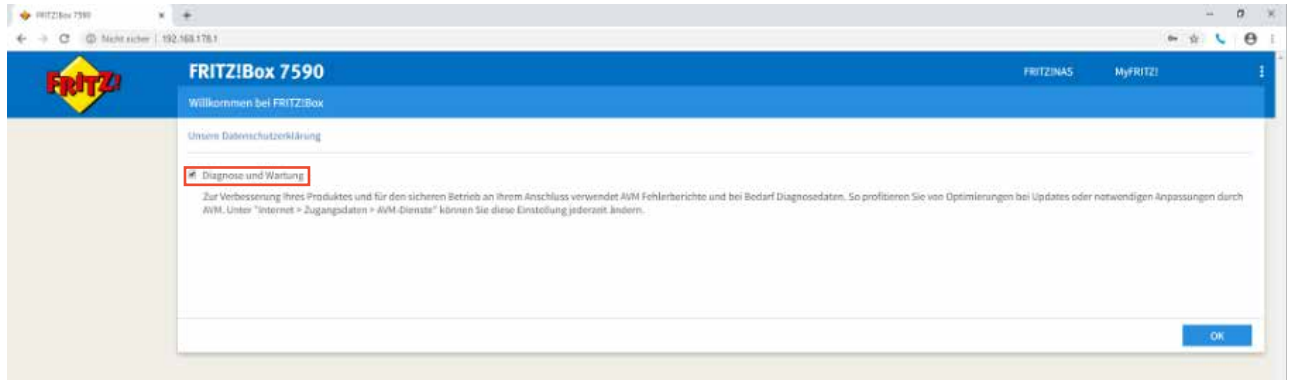 FRITZ!Box 7590
Nicht sicher | 192.168.178.1
FRITZ!
FRITZ!Box 7590
FRITZ!NAS
MyFRITZ!
Willkommen bei FRITZ!Box
Unsere Datenschutzerklärung
Diagnose und Wartung
Zur Verbesserung Ihres Produktes und für den sicheren Betrieb an Ihrem Anschluss verwendet AVM Fehlerberichte und bei Bedarf Diagnosedaten. So profitieren Sie von Optimierungen bei Updates oder notwendigen Anpassungen durch
AVM. Unter "Internet > Zugangsdaten > AVM-Dienste" können Sie diese Einstellung jederzeit ändern.
OK